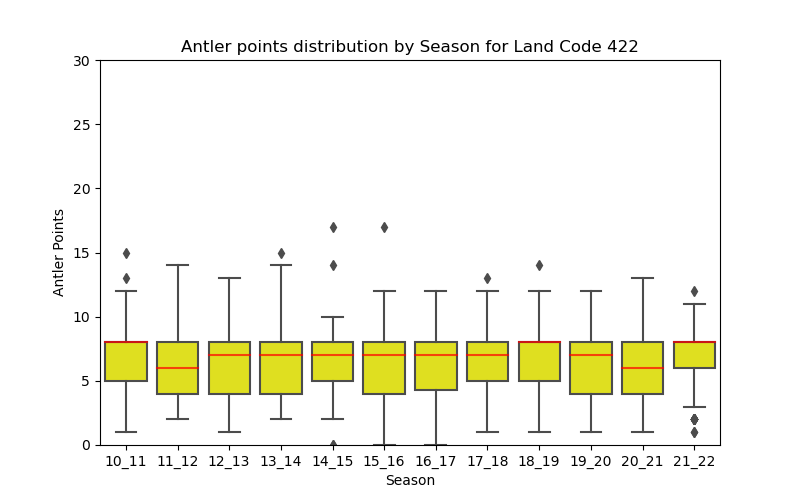 Antler points distribution by Season for Land Code 422
30
25
20
15
10
5
0
Antler Points
10_11 11_12 12_13 13_14 14_15 15_16 16_17 17_18 18_19 19_20 20_21 21_22
Season